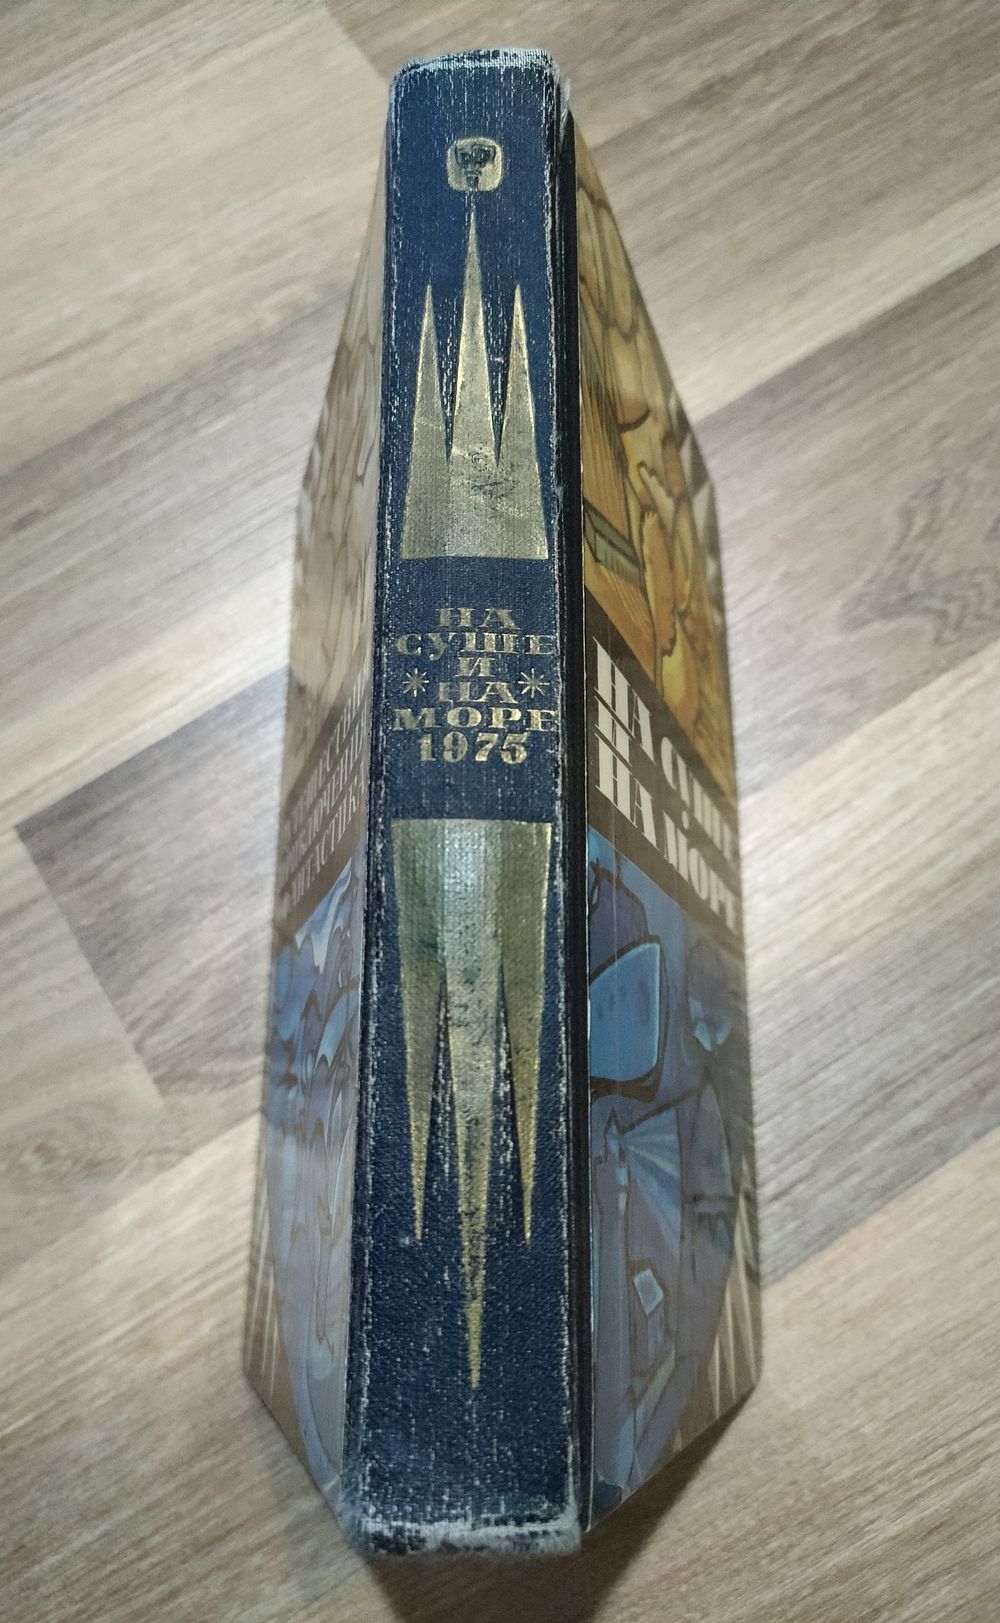 НА
СУШЕ
И
*НА*
МОРЕ
1975
НА СУШЕ
И
НА МОРЕ